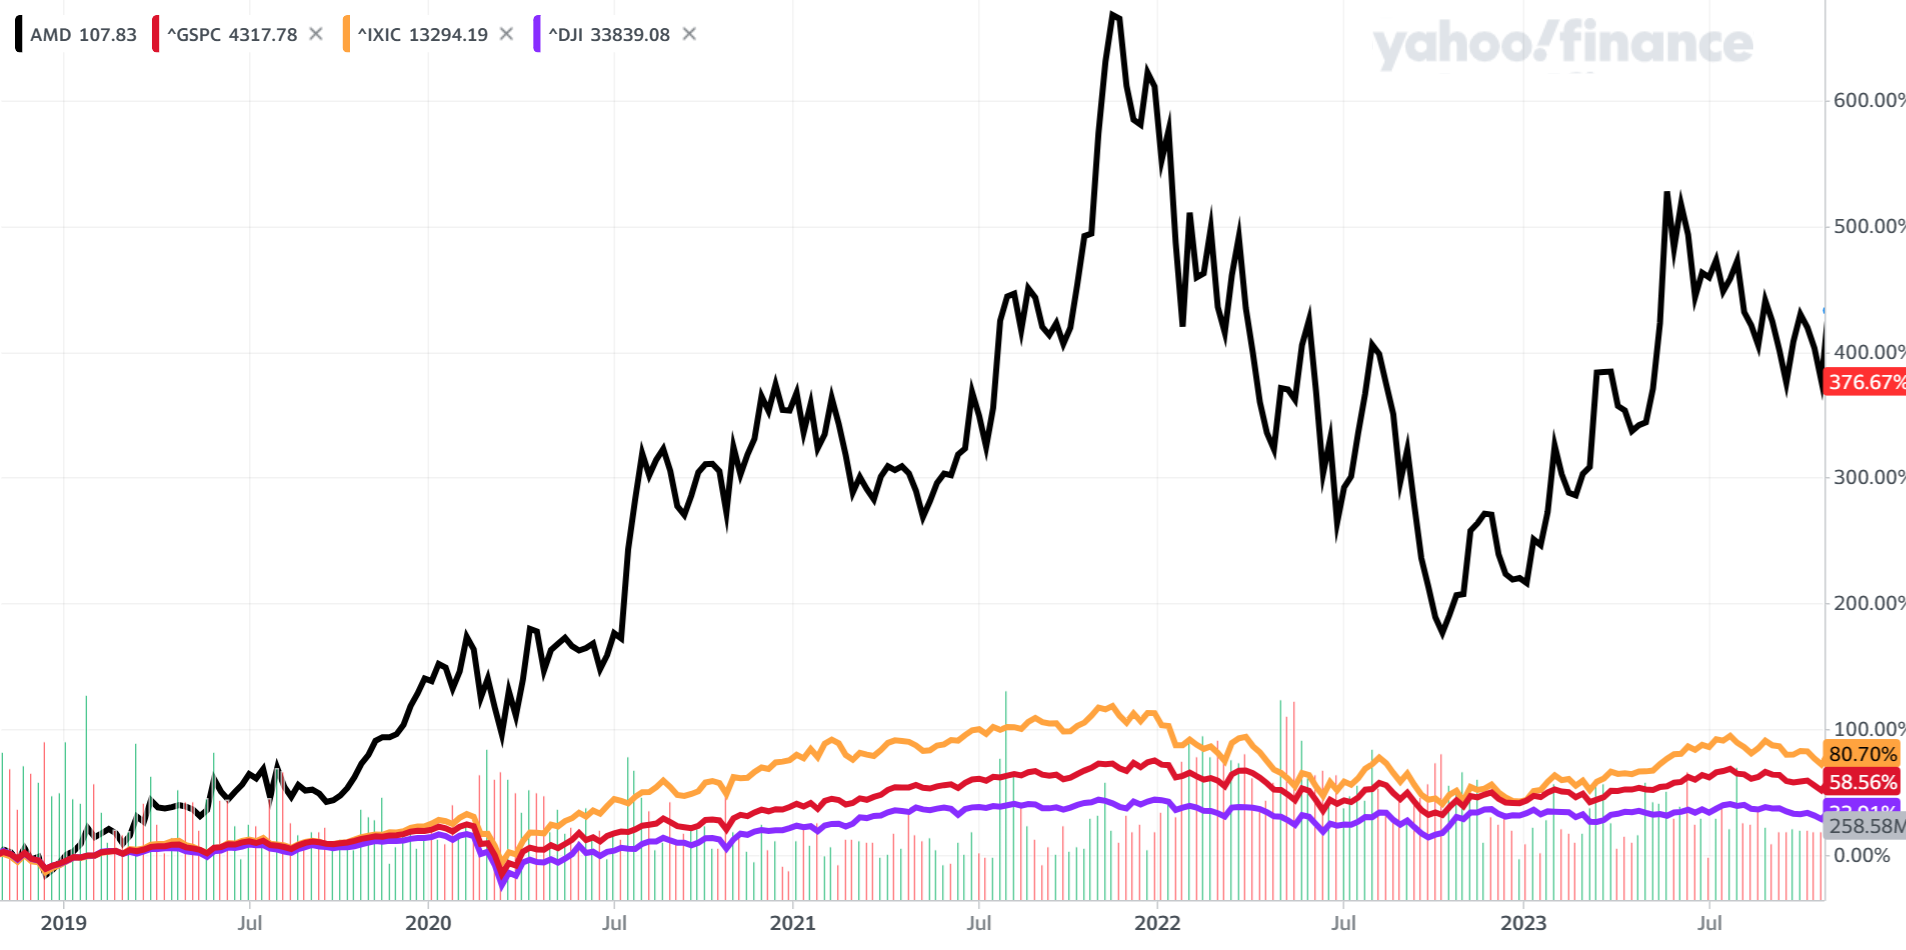 AMD 107.83 ^GSPC 4317.78 ✕ ^IXIC 13294.19 ✕ ^DJI 33839.08 ✕
yahoo!finance
600.00%
500.00%
400.00%
376.67%
300.00%
200.00%
100.00%
80.70%
58.56%
258.58M
0.00%
2019 Jul 2020 Jul 2021 Jul 2022 Jul 2023 Jul